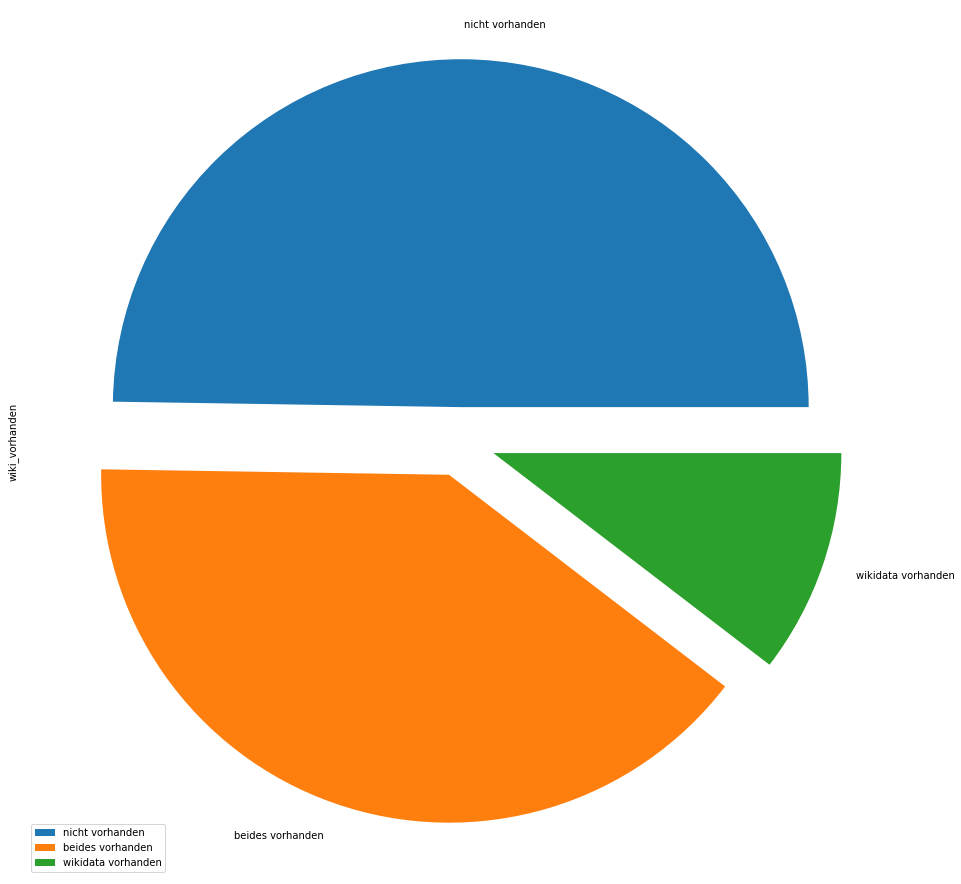 nicht vorhanden
wiki_vorhanden
wikidata vorhanden
beides vorhanden
nicht vorhanden
beides vorhanden
wikidata vorhanden